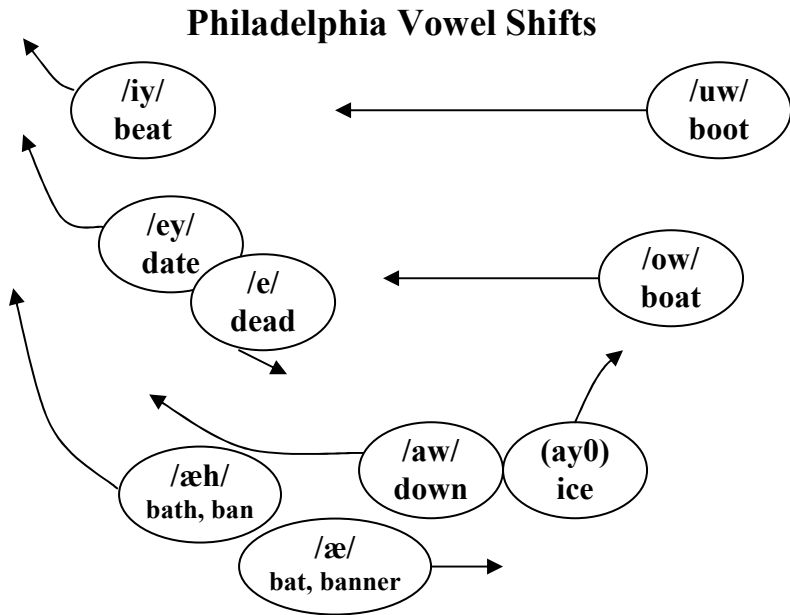 Philadelphia Vowel Shifts
/iy/
beat
/uw/
boot
/ey/
date
/e/
dead
/ow/
boat
/æh/
bath, ban
/aw/
down
(ay0)
ice
/æ/
bat, banner